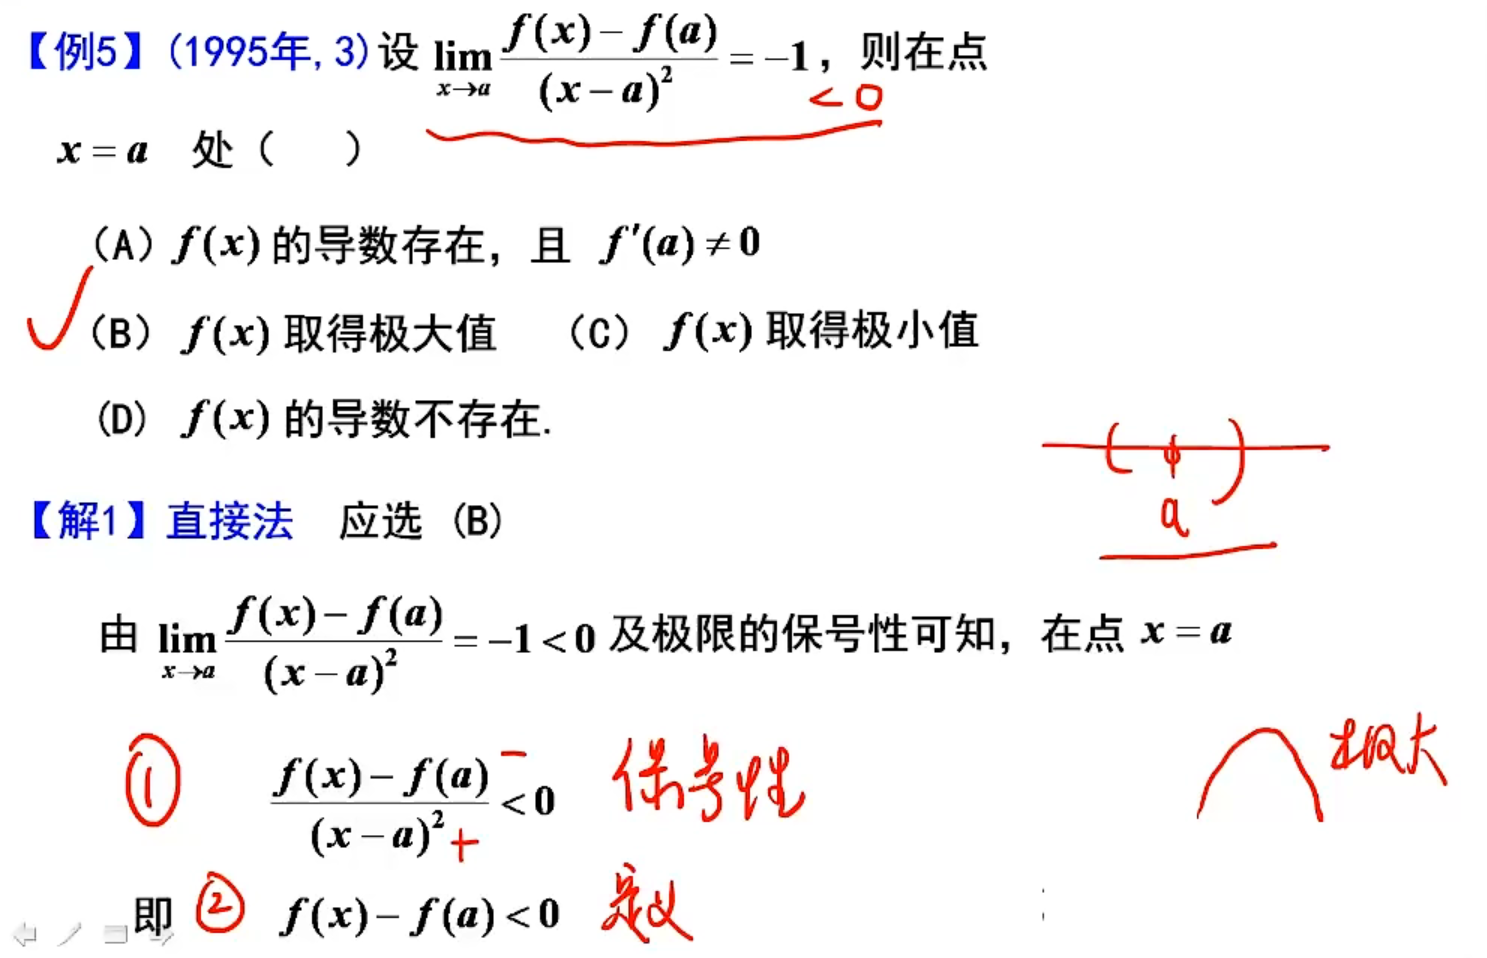 【例5】(1995年,3)设 lim_{x→a} \frac{f(x)-f(a)}{(x-a)^2} = -1, 则在点
< 0
x = a 处 (    )
(A) f(x) 的导数存在, 且 f'(a) ≠ 0
(B) f(x) 取得极大值 (C) f(x) 取得极小值
(D) f(x) 的导数不存在.
a
【解1】直接法 应选 (B)
由 lim_{x→a} \frac{f(x)-f(a)}{(x-a)^2} = -1 < 0 及极限的保号性可知, 在点 x = a
极大
① \frac{f(x)-f(a)}{(x-a)^2} < 0 保号性
−
+
即 ② f(x)-f(a) < 0 定义